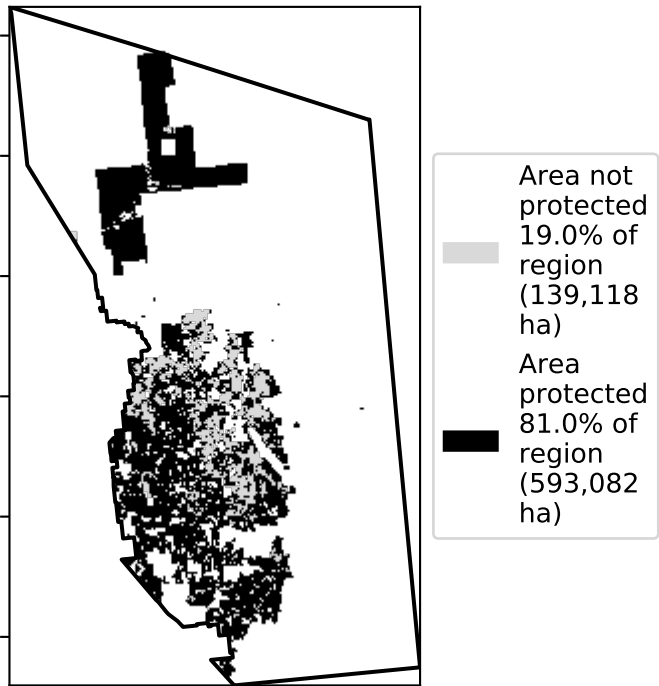 Area not
protected
19.0% of
region
(139,118
ha)
Area
protected
81.0% of
region
(593,082
ha)